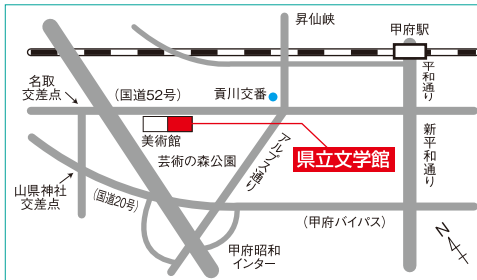 昇仙峡
甲府駅
平和通り
名取
交差点
(国道52号)
貢川交番
美術館
芸術の森公園
アルプス通り
県立文学館
新平和通り
山県神社
交差点
(国道20号)
(甲府バイパス)
甲府昭和
インター
N